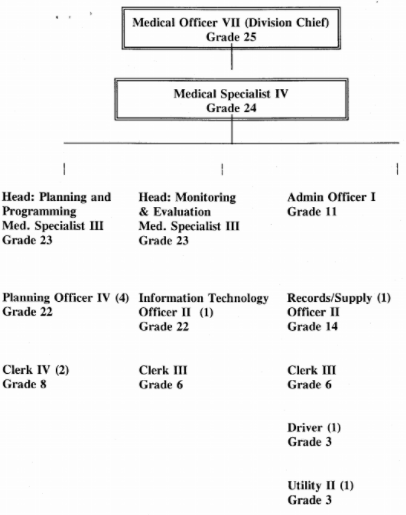 Medical Officer VII (Division Chief)
Grade 25
Medical Specialist IV
Grade 24
Head: Planning and
Programming
Med. Specialist III
Grade 23
Head: Monitoring
& Evaluation
Med. Specialist III
Grade 23
Admin Officer I
Grade 11
Planning Officer IV (4)
Grade 22
Information Technology
Officer II (1)
Grade 22
Records/Supply (1)
Officer II
Grade 14
Clerk IV (2)
Grade 8
Clerk III
Grade 6
Clerk III
Grade 6
Driver (1)
Grade 3
Utility II (1)
Grade 3